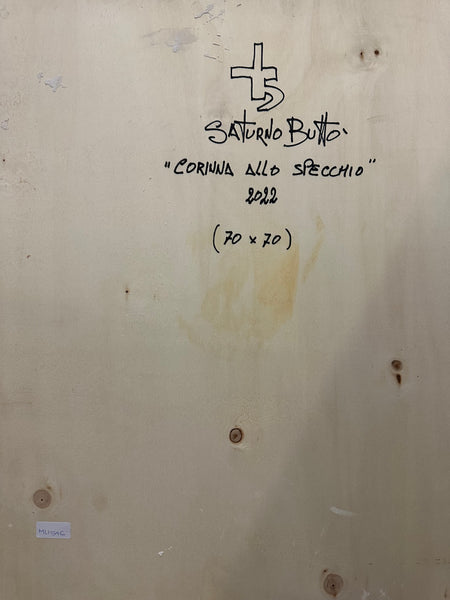 SATURNO BUTTO
"CORINNA ALLO SPECCHIO"
2022
(70 x 70)